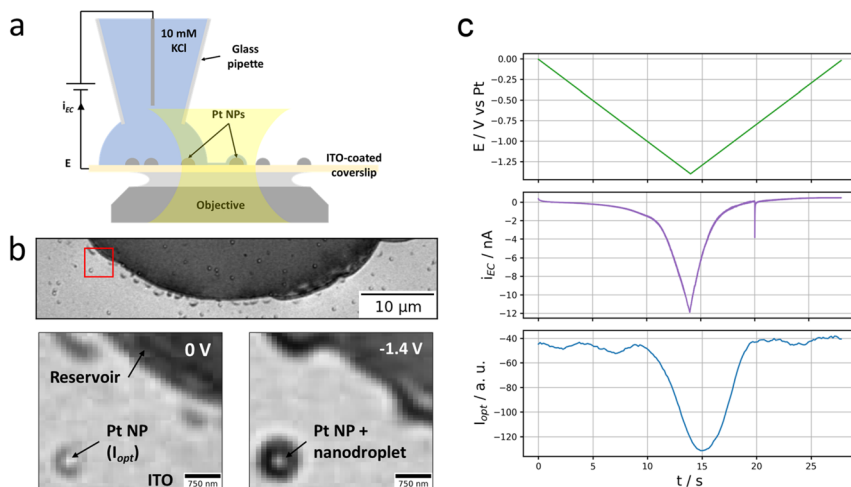 a
10 mM
KCl
Glass
pipette
i_EC
Pt NPs
E
ITO-coated
coverslip
Objective
b
10 µm
0 V
Reservoir
Pt NP
(I_opt)
ITO
750 nm
-1.4 V
Pt NP +
nanodroplet
750 nm
c
E / V vs Pt
0.00
−0.25
−0.50
−0.75
−1.00
−1.25
i_EC / nA
0
−2
−4
−6
−8
−10
−12
I_opt / a. u.
−40
−60
−80
−100
−120
0
5
10
15
20
25
t / s